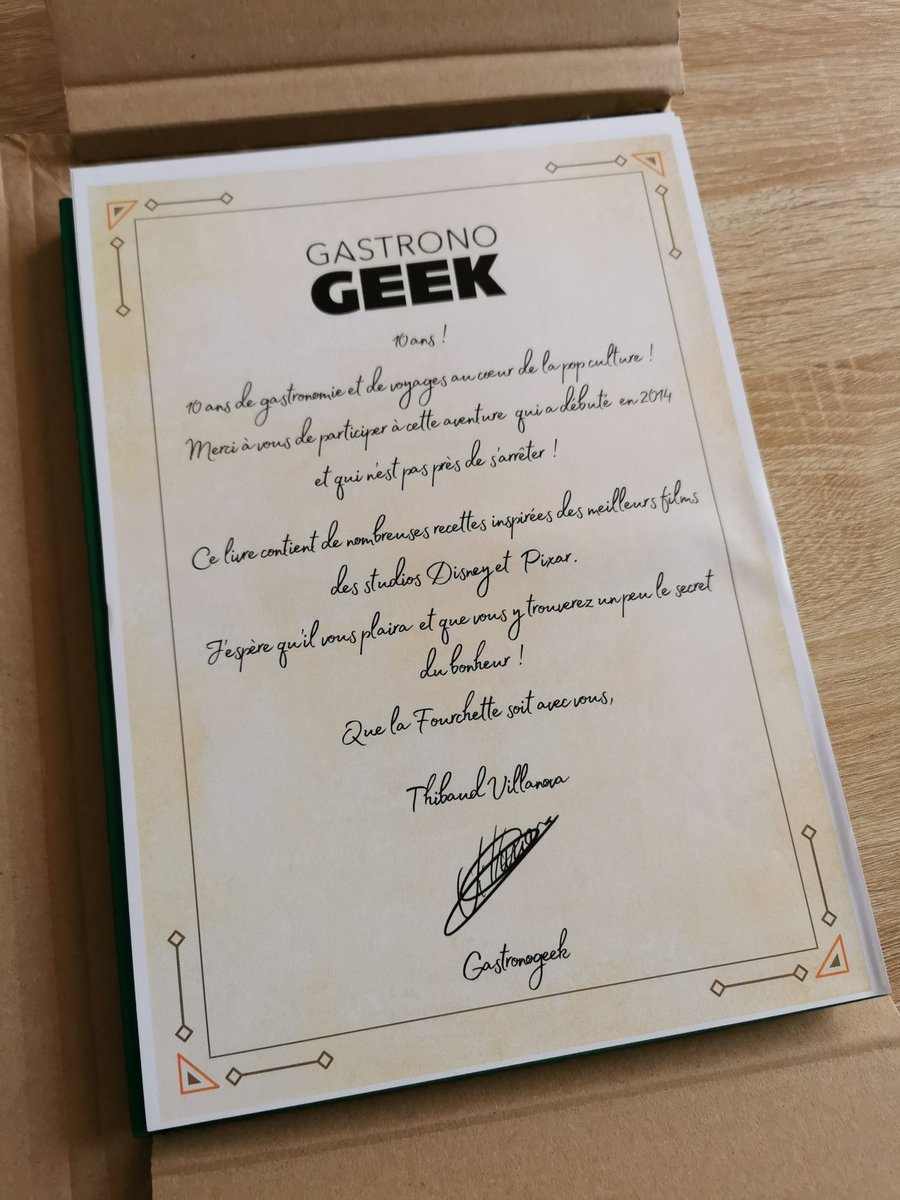 GASTRONO
GEEK
10 ans !
10 ans de gastronomie et de voyages au cœur de la pop culture !
Merci à vous de participer à cette aventure qui a débuté en 2014
et qui n'est pas près de s'arrêter !
Ce livre contient de nombreuses recettes inspirées des meilleurs films
des studios Disney et Pixar.
J'espère qu'il vous plaira et que vous y trouverez un peu le secret
du bonheur !
Que la Fourchette soit avec vous,
Thibaud Villanova
Gastronogeek